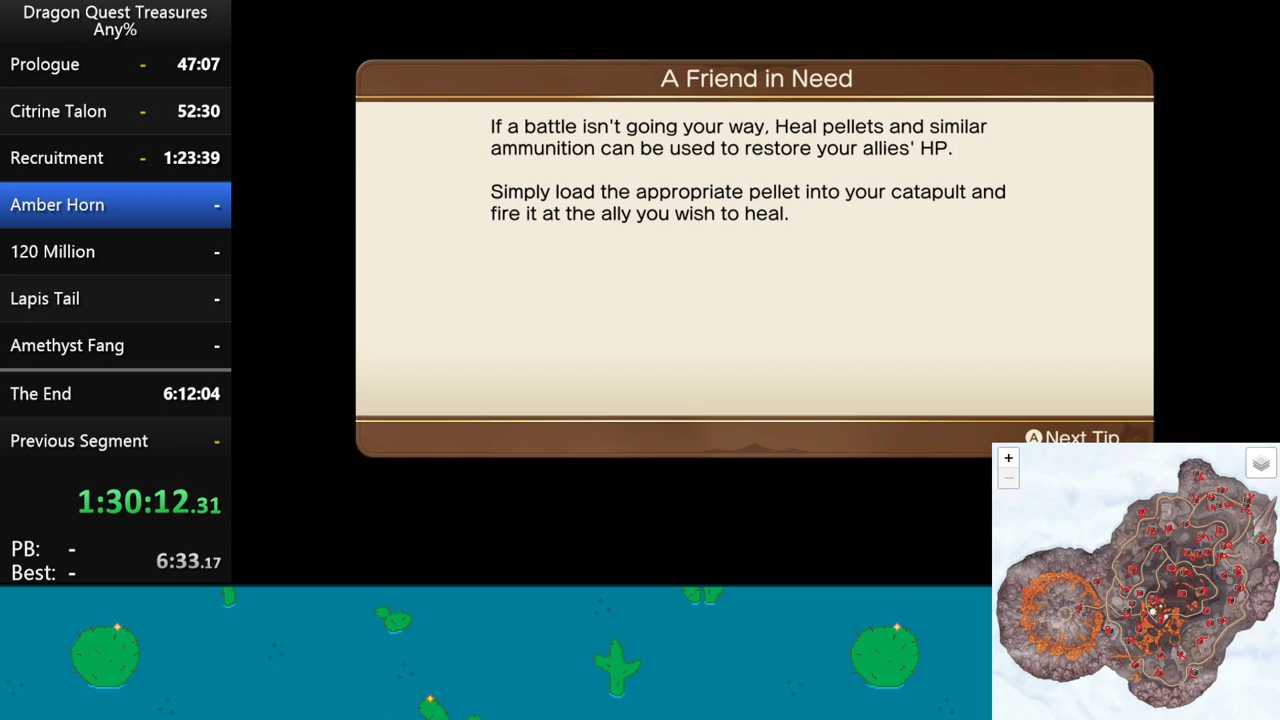 Dragon Quest Treasures
Any%
Prologue - 47:07
Citrine Talon - 52:30
Recruitment - 1:23:39
Amber Horn -
120 Million -
Lapis Tail -
Amethyst Fang -
The End 6:12:04
Previous Segment -
1:30:12.31
PB: -
Best: -
6:33.17
A Friend in Need
If a battle isn't going your way, Heal pellets and similar
ammunition can be used to restore your allies' HP.
Simply load the appropriate pellet into your catapult and
fire it at the ally you wish to heal.
A Next Tip
+
−